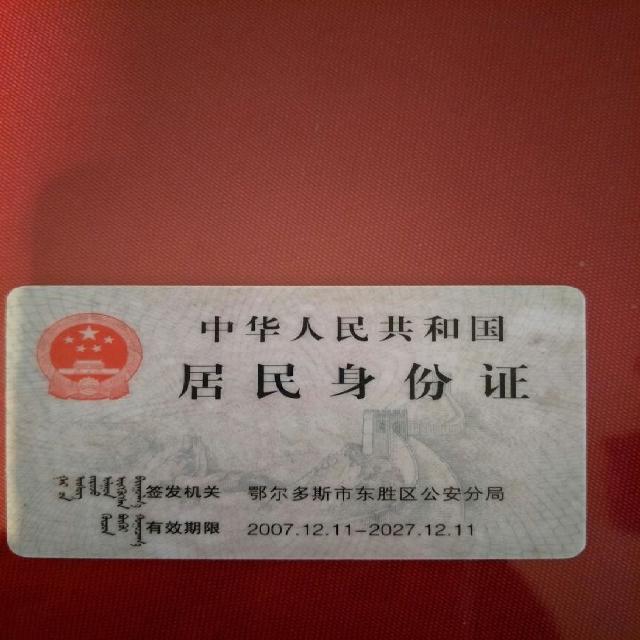 中华人民共和国
居民身份证
签发机关 鄂尔多斯市东胜区公安分局
有效期限 2007.12.11-2027.12.11